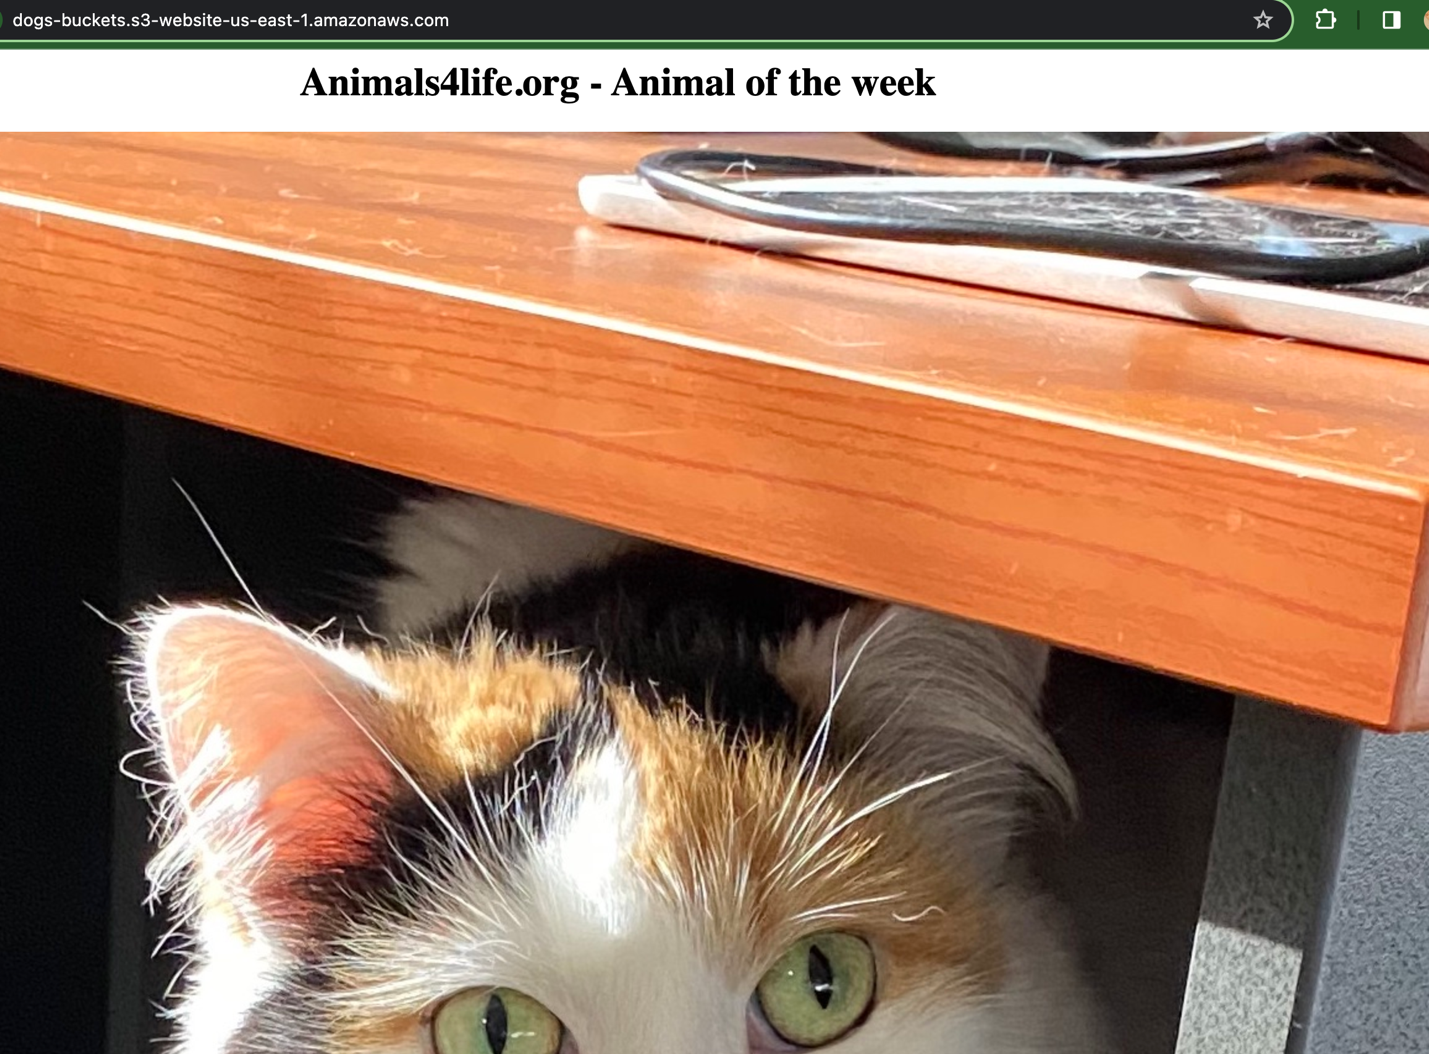 dogs-buckets.s3-website-us-east-1.amazonaws.com
Animals4life.org - Animal of the week